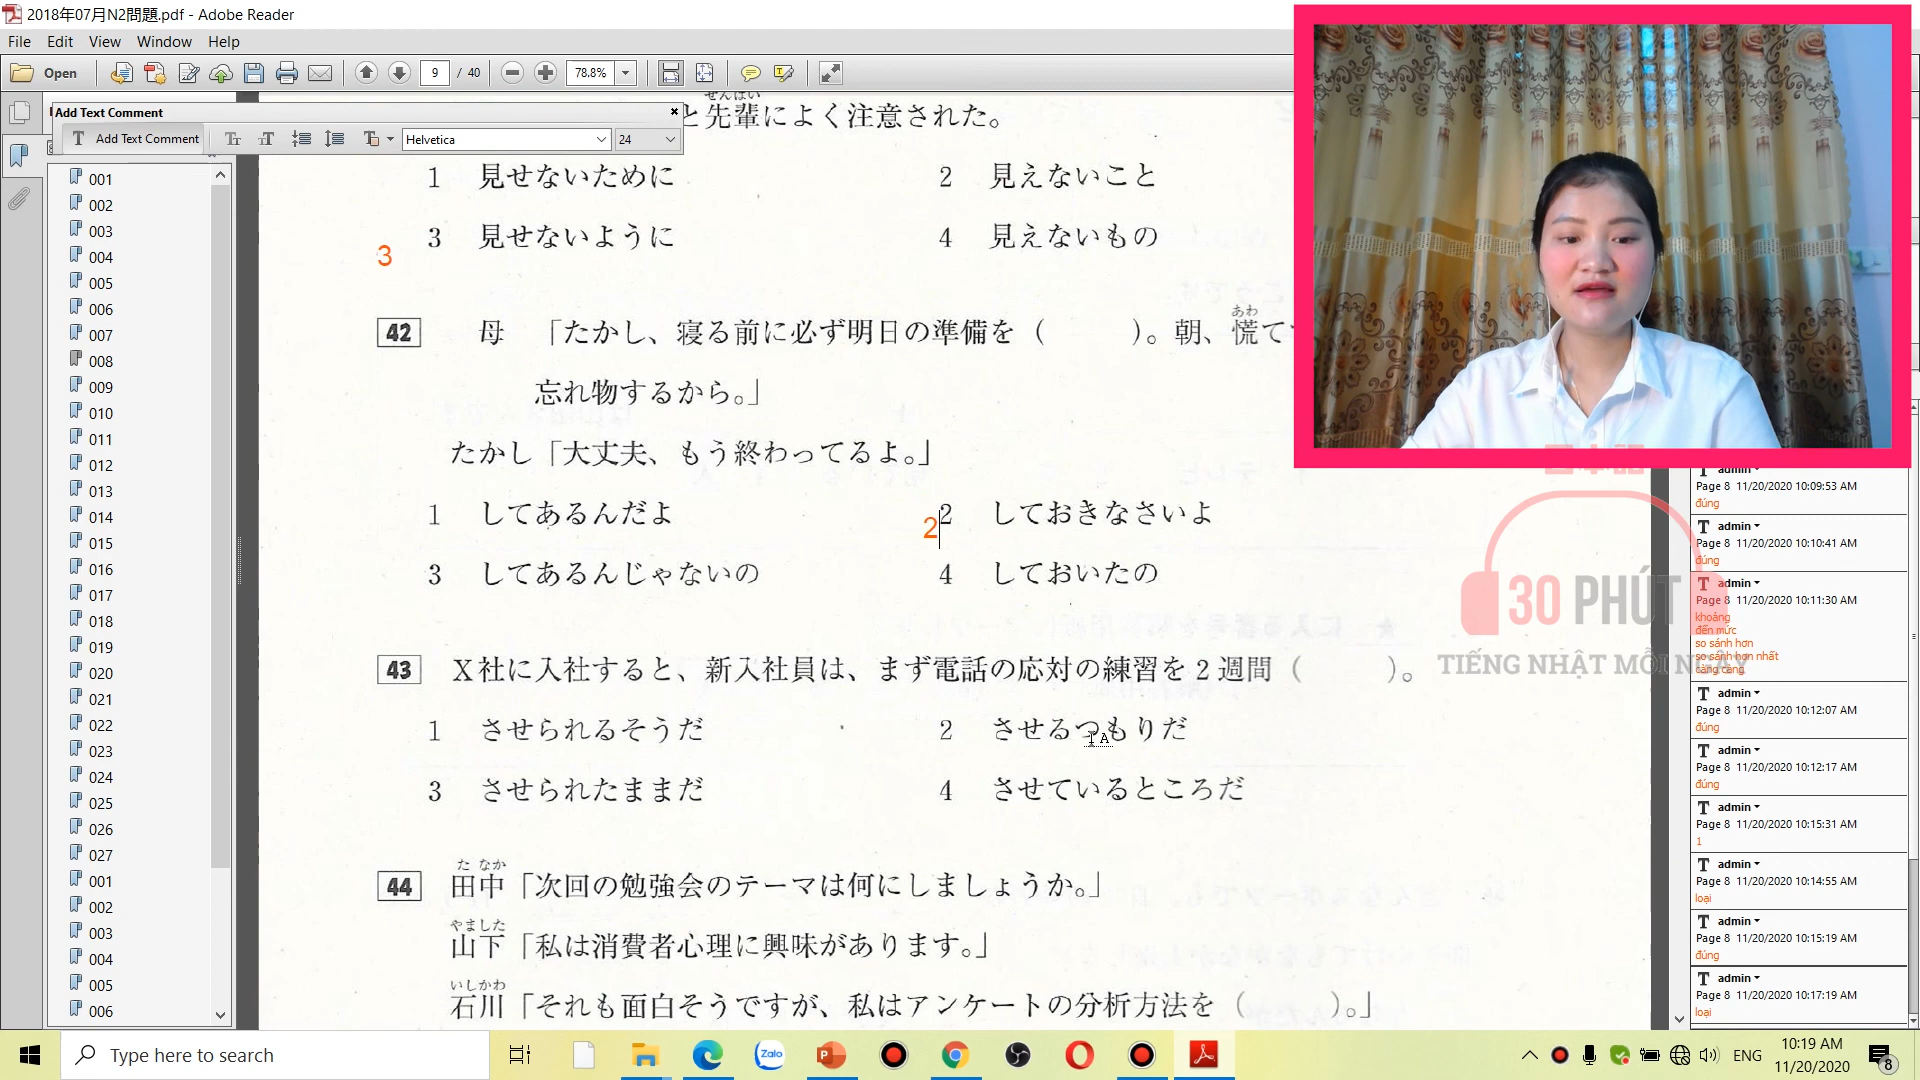 2018年07月N2問題.pdf - Adobe Reader
File Edit View Window Help
Open 9 / 40 78.8%
Add Text Comment
Add Text Comment Helvetica 24
001
002
003
004
005
006
007
008
009
010
011
012
013
014
015
016
017
018
019
020
021
022
023
024
025
026
027
001
002
003
004
005
006
せんぱい
と先輩によく注意された。
1 見せないために
2 見えないこと
3 見せないように
4 見えないもの
3
42 母 「たかし、寝る前に必ず明日の準備を( )。朝、慌て
あわ
忘れ物するから。」
たかし「大丈夫、もう終わってるよ。」
1 してあるんだよ
2 しておきなさいよ
2
3 してあるんじゃないの
4 しておいたの
43 X社に入社すると、新入社員は、まず電話の応対の練習を2週間( )。
1 させられるそうだ
2 させるつもりだ
3 させられたままだ
4 させているところだ
た なか
44 田中「次回の勉強会のテーマは何にしましょうか。」
やました
山下「私は消費者心理に興味があります。」
いしかわ
石川「それも面白そうですが、私はアンケートの分析方法を( )。」
日本語
30 PHÚT
TIẾNG NHẬT MỖI NGÀY
admin
Page 8 11/20/2020 10:09:53 AM
đúng
admin
Page 8 11/20/2020 10:10:41 AM
đúng
admin
Page 8 11/20/2020 10:11:30 AM
khoảng
đến mức
so sánh hơn
so sánh hơn nhất
càng càng
admin
Page 8 11/20/2020 10:12:07 AM
đúng
admin
Page 8 11/20/2020 10:12:17 AM
đúng
admin
Page 8 11/20/2020 10:15:31 AM
1
admin
Page 8 11/20/2020 10:14:55 AM
loại
admin
Page 8 11/20/2020 10:15:19 AM
đúng
admin
Page 8 11/20/2020 10:17:19 AM
loại
Type here to search
Zalo
ENG
10:19 AM
11/20/2020
8